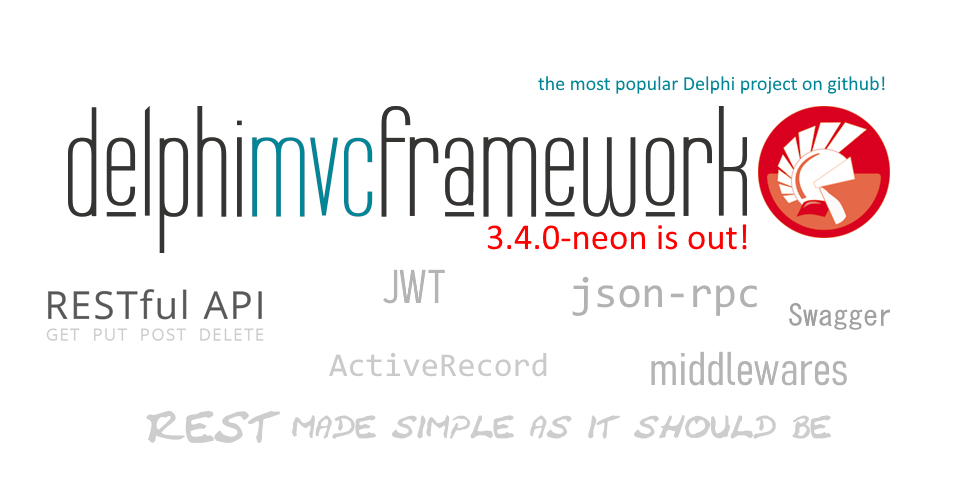 the most popular Delphi project on github!
delphimvcframework
3.4.0-neon is out!
RESTful API
GET PUT POST DELETE
JWT
json-rpc
Swagger
ActiveRecord
middlewares
REST MADE SIMPLE AS IT SHOULD BE